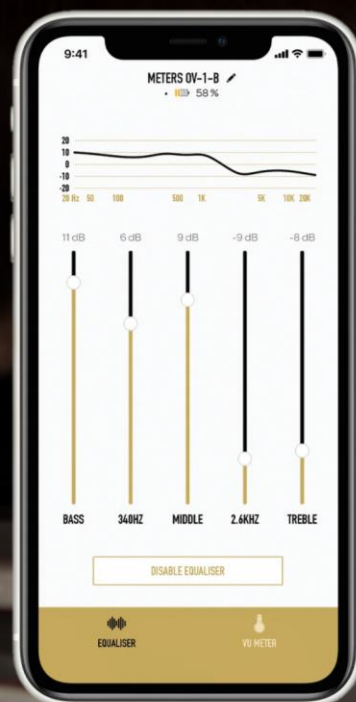 9:41
METERS OV-1-B
58 %
20
10
0
-10
-20
20 Hz 50 100 500 1K 5K 10K 20K
11 dB 6 dB 9 dB -9 dB -8 dB
BASS 340HZ MIDDLE 2.6KHZ TREBLE
DISABLE EQUALISER
EQUALISER VU METER